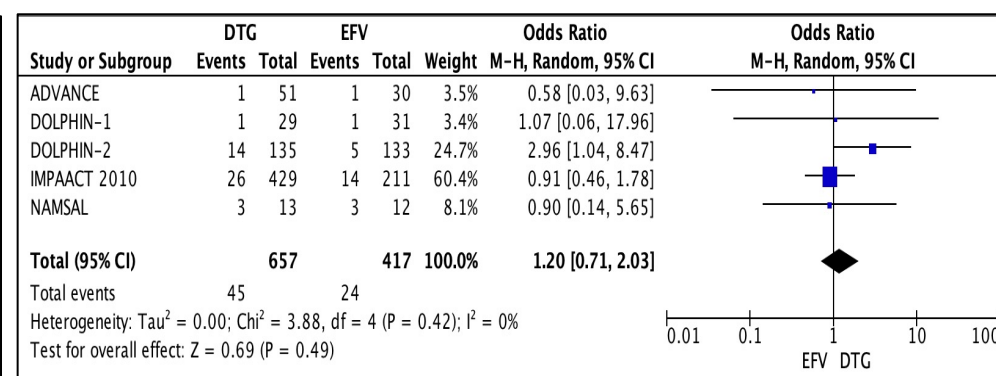 DTG EFV Odds Ratio Odds Ratio
Study or Subgroup Events Total Events Total Weight M-H, Random, 95% CI M-H, Random, 95% CI
ADVANCE 1 51 1 30 3.5% 0.58 [0.03, 9.63]
DOLPHIN-1 1 29 1 31 3.4% 1.07 [0.06, 17.96]
DOLPHIN-2 14 135 5 133 24.7% 2.96 [1.04, 8.47]
IMPAACT 2010 26 429 14 211 60.4% 0.91 [0.46, 1.78]
NAMSAL 3 13 3 12 8.1% 0.90 [0.14, 5.65]
Total (95% CI) 657 417 100.0% 1.20 [0.71, 2.03]
Total events 45 24
Heterogeneity: Tau² = 0.00; Chi² = 3.88, df = 4 (P = 0.42); I² = 0%
Test for overall effect: Z = 0.69 (P = 0.49)
0.01 0.1 1 10 100
EFV DTG